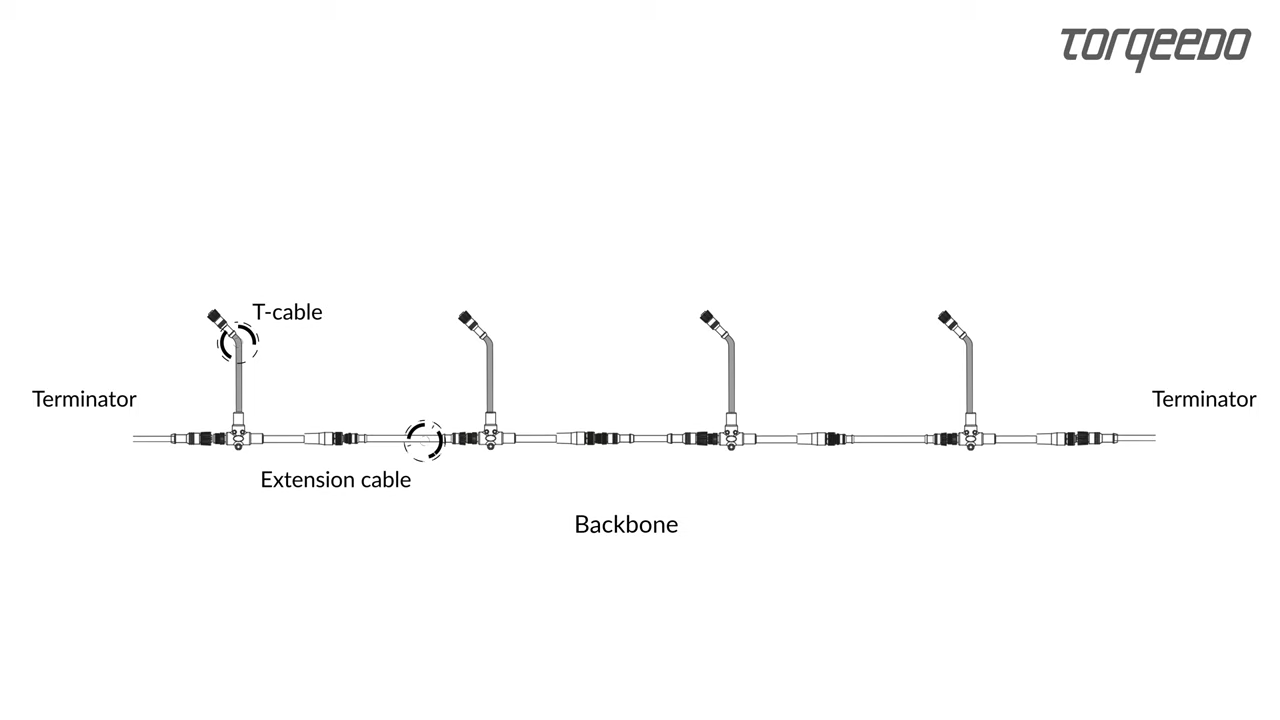 TORQEEDO
T-cable
Terminator
Terminator
Extension cable
Backbone